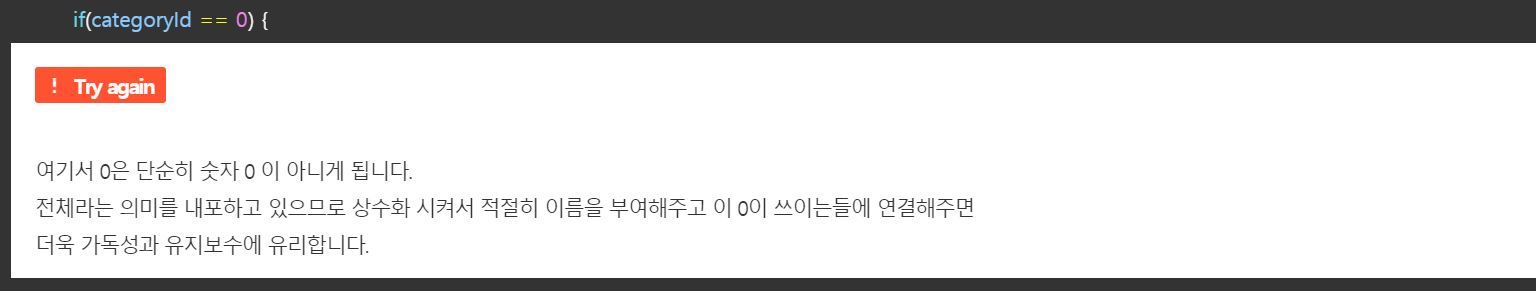 if(categoryId == 0) {
! Try again
여기서 0은 단순히 숫자 0 이 아니게 됩니다.
전체라는 의미를 내포하고 있으므로 상수화 시켜서 적절히 이름을 부여해주고 이 0이 쓰이는들에 연결해주면
더욱 가독성과 유지보수에 유리합니다.